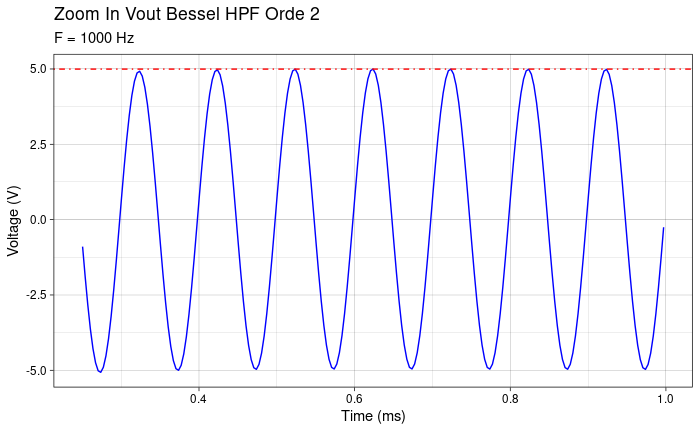 Zoom In Vout Bessel HPF Orde 2
F = 1000 Hz
5.0
2.5
0.0
-2.5
-5.0
Voltage (V)
0.4 0.6 0.8 1.0
Time (ms)